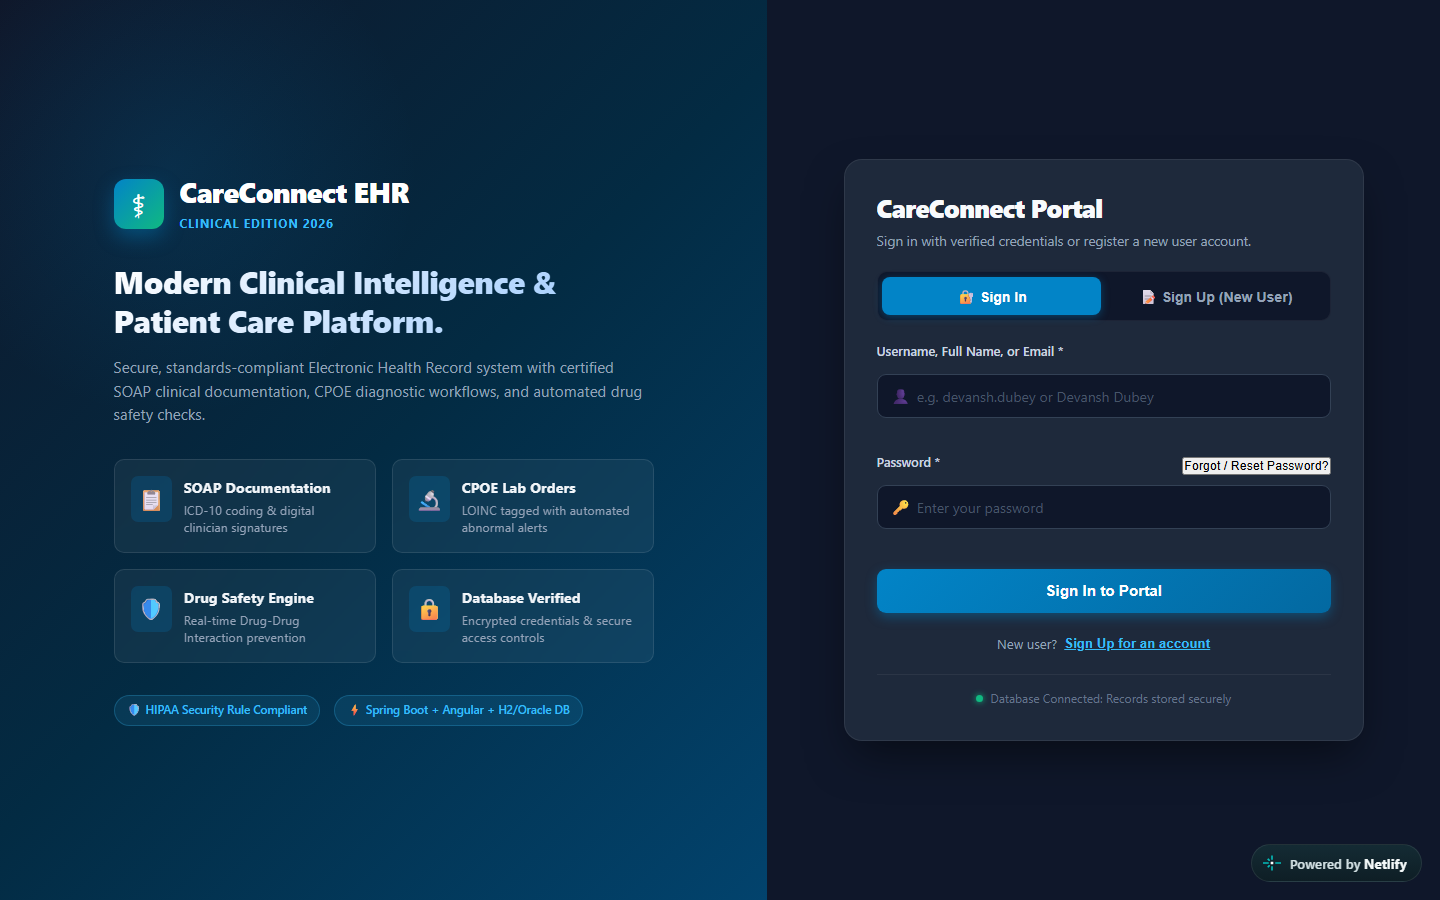 CareConnect EHR
CLINICAL EDITION 2026
Modern Clinical Intelligence &
Patient Care Platform.
Secure, standards-compliant Electronic Health Record system with certified
SOAP clinical documentation, CPOE diagnostic workflows, and automated drug
safety checks.
SOAP Documentation
ICD-10 coding & digital
clinician signatures
CPOE Lab Orders
LOINC tagged with automated
abnormal alerts
Drug Safety Engine
Real-time Drug-Drug
Interaction prevention
Database Verified
Encrypted credentials & secure
access controls
HIPAA Security Rule Compliant
Spring Boot + Angular + H2/Oracle DB
CareConnect Portal
Sign in with verified credentials or register a new user account.
Sign In
Sign Up (New User)
Username, Full Name, or Email *
e.g. devansh.dubey or Devansh Dubey
Password *
Forgot / Reset Password?
Enter your password
Sign In to Portal
New user? Sign Up for an account
Database Connected: Records stored securely
Powered by Netlify